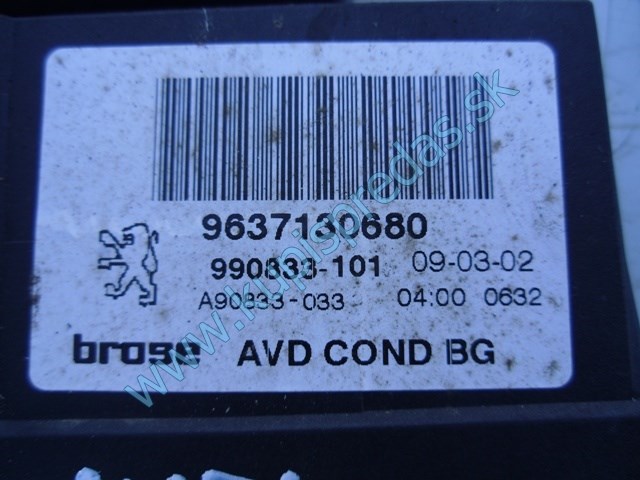 9637130680
990833-101 09-03-02
A90833-033 04:00 0632
brose AVD COND BG
www.kupispredas.sk